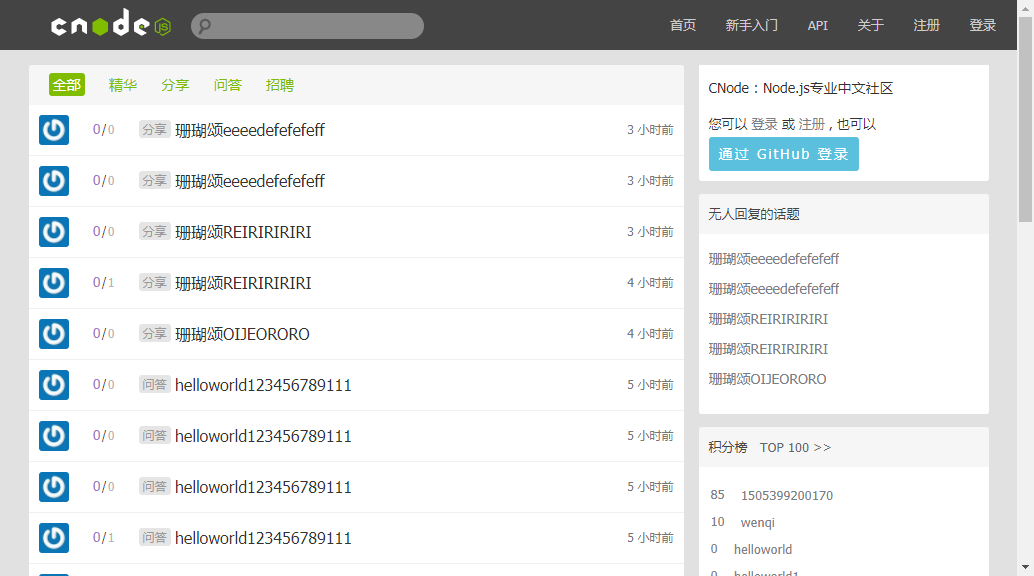 cnode JS 首页 新手入门 API 关于 注册 登录
全部 精华 分享 问答 招聘
0/0 分享 珊瑚颂eeeedefefefeff 3 小时前
0/0 分享 珊瑚颂eeeedefefefeff 3 小时前
0/0 分享 珊瑚颂REIRIRIRIRI 3 小时前
0/1 分享 珊瑚颂REIRIRIRIRI 4 小时前
0/0 分享 珊瑚颂OIJEORORO 4 小时前
0/0 问答 helloworld123456789111 5 小时前
0/0 问答 helloworld123456789111 5 小时前
0/0 问答 helloworld123456789111 5 小时前
0/1 问答 helloworld123456789111 5 小时前
CNode：Node.js专业中文社区
您可以 登录 或 注册 , 也可以
通过 GitHub 登录
无人回复的话题
珊瑚颂eeeedefefefeff
珊瑚颂eeeedefefefeff
珊瑚颂REIRIRIRIRI
珊瑚颂REIRIRIRIRI
珊瑚颂OIJEORORO
积分榜 TOP 100 >>
85 1505399200170
10 wenqi
0 helloworld
0 helloworld1